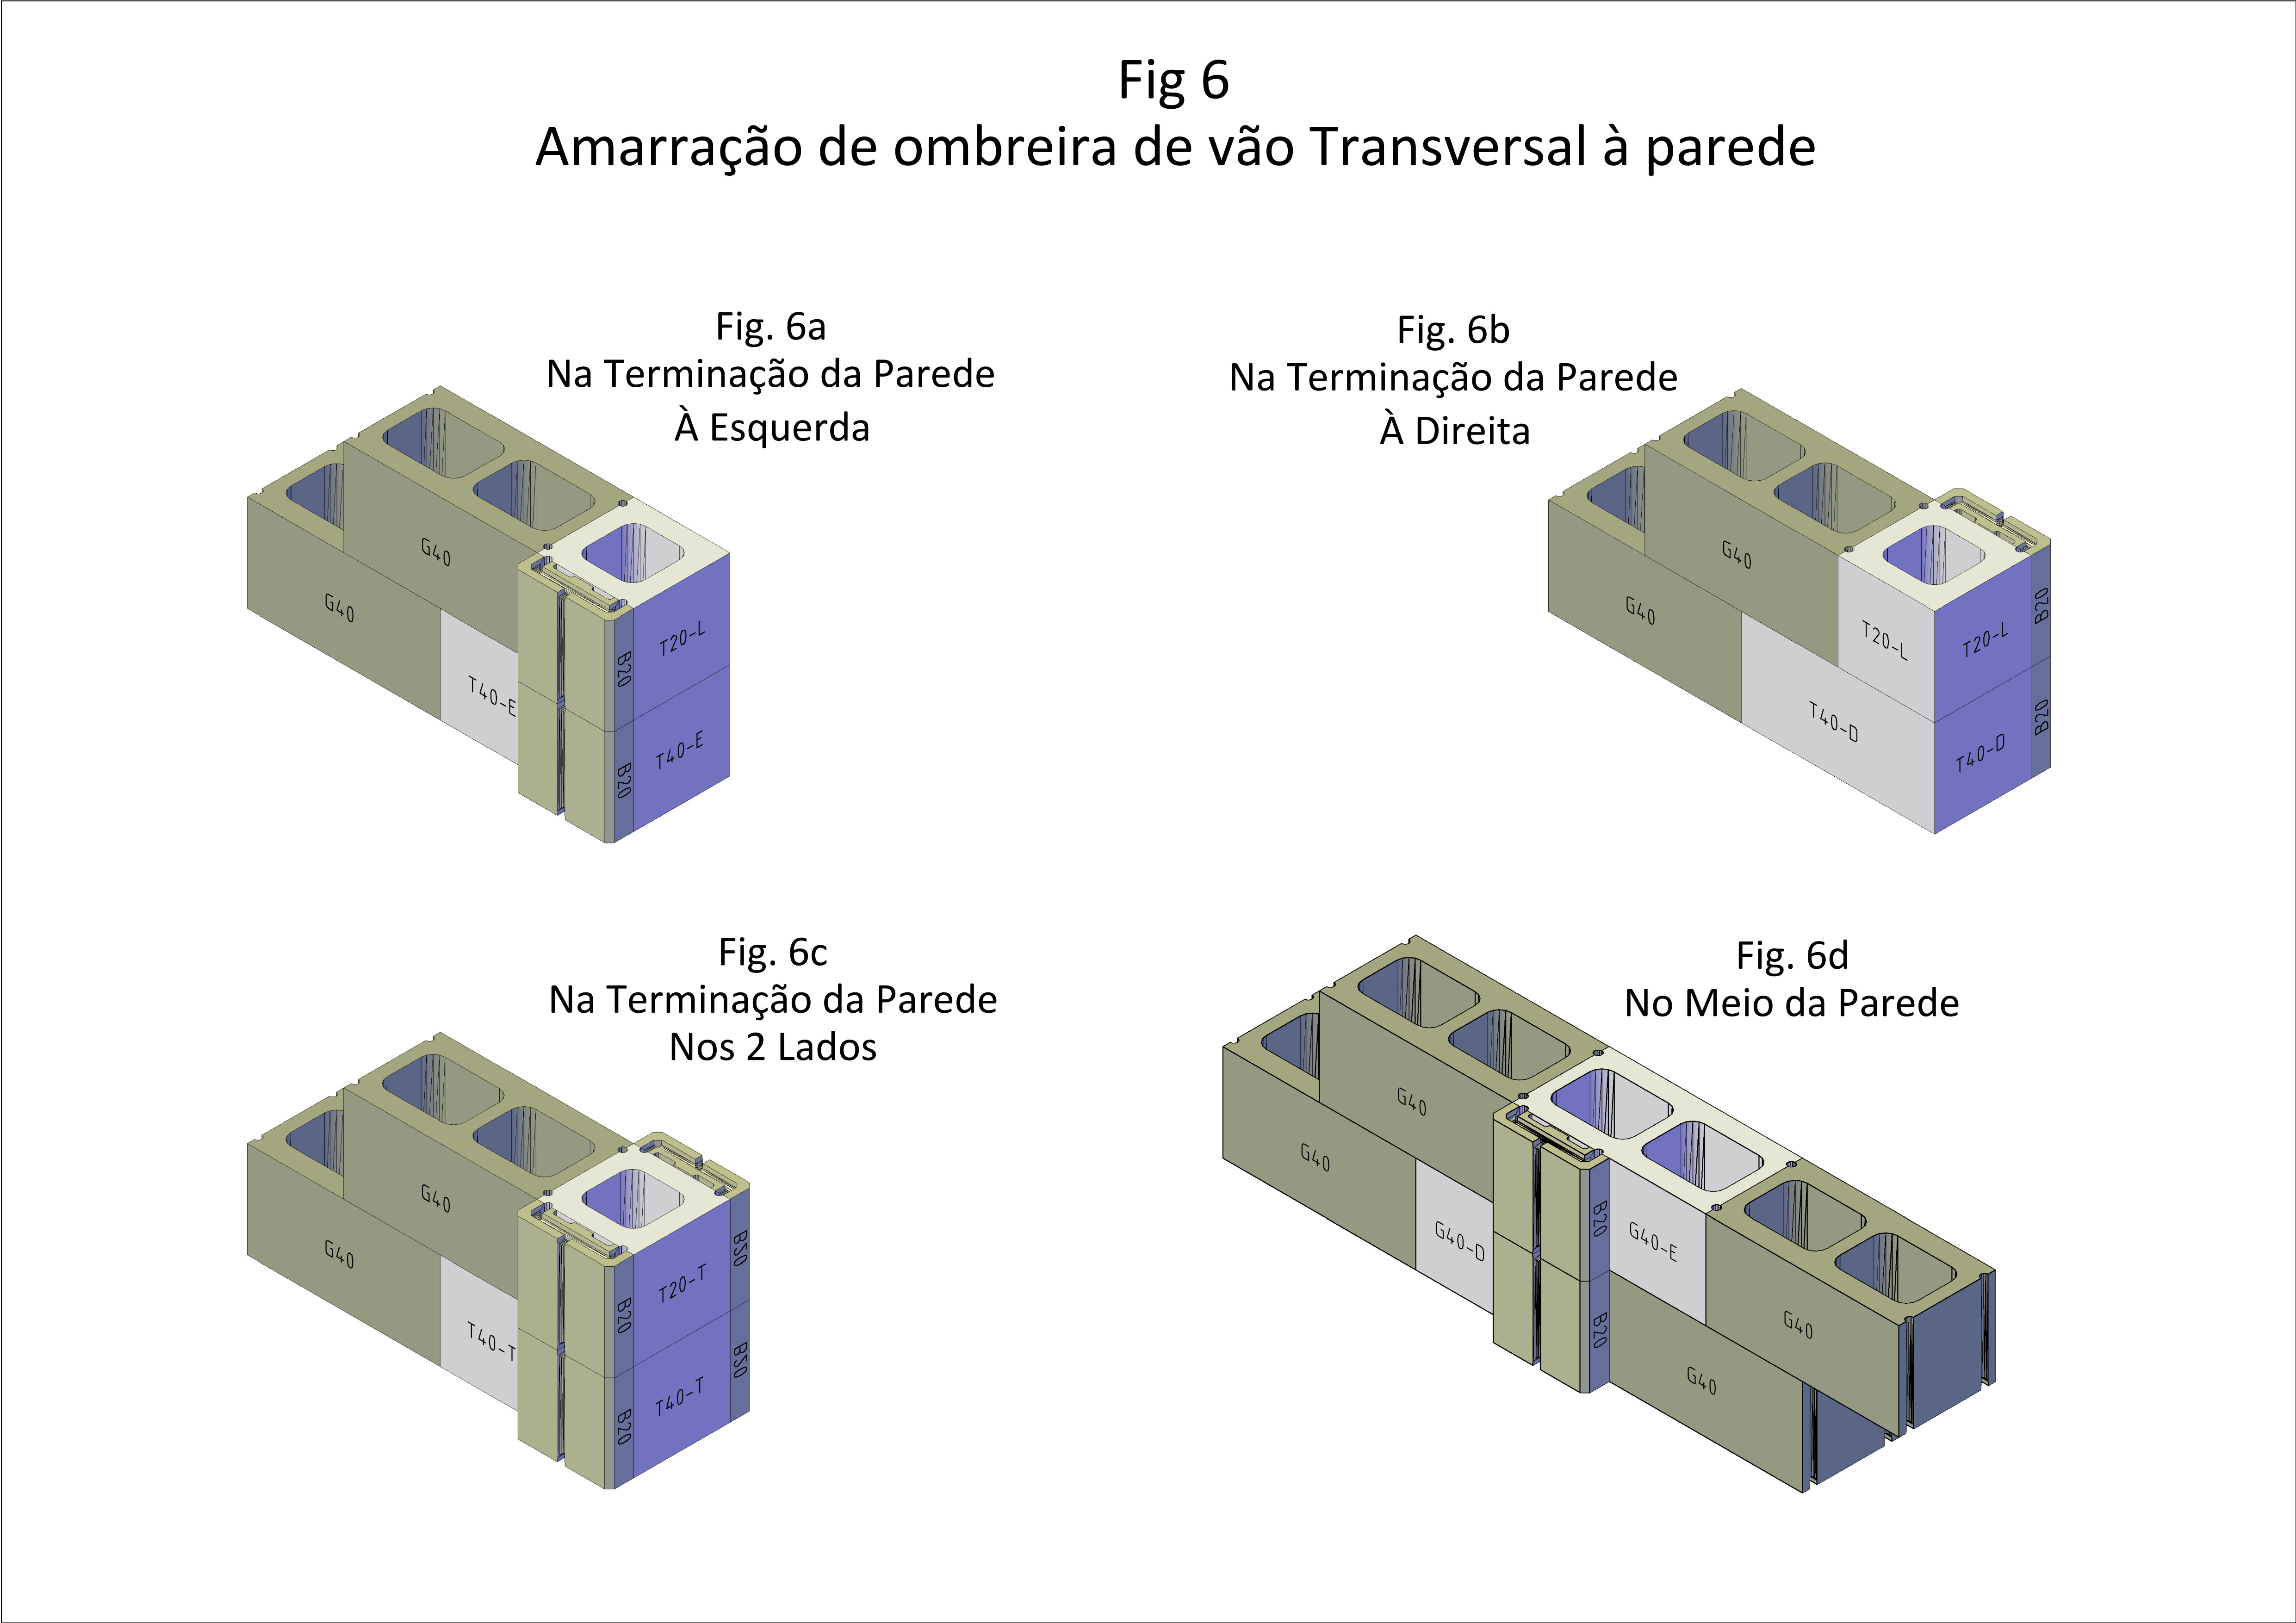 Fig 6
Amarração de ombreira de vão Transversal à parede
Fig. 6a
Na Terminação da Parede
À Esquerda
G40
G40
T40-E
B20
T20-L
B20
T40-E
Fig. 6b
Na Terminação da Parede
À Direita
G40
G40
T20-L
T20-L
B20
T40-D
T40-D
B20
Fig. 6c
Na Terminação da Parede
Nos 2 Lados
G40
G40
T40-T
B20
T20-T
B20
B20
T40-T
B20
Fig. 6d
No Meio da Parede
G40
G40
G40-D
B20
G40-E
B20
G40
G40